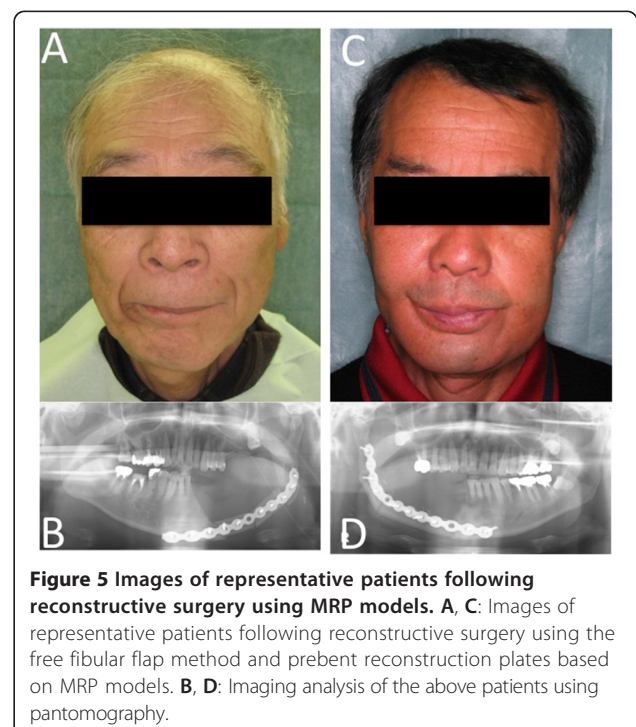 A
C
B
D
Figure 5 Images of representative patients following
reconstructive surgery using MRP models. A, C: Images of
representative patients following reconstructive surgery using the
free fibular flap method and prebent reconstruction plates based
on MRP models. B, D: Imaging analysis of the above patients using
pantomography.